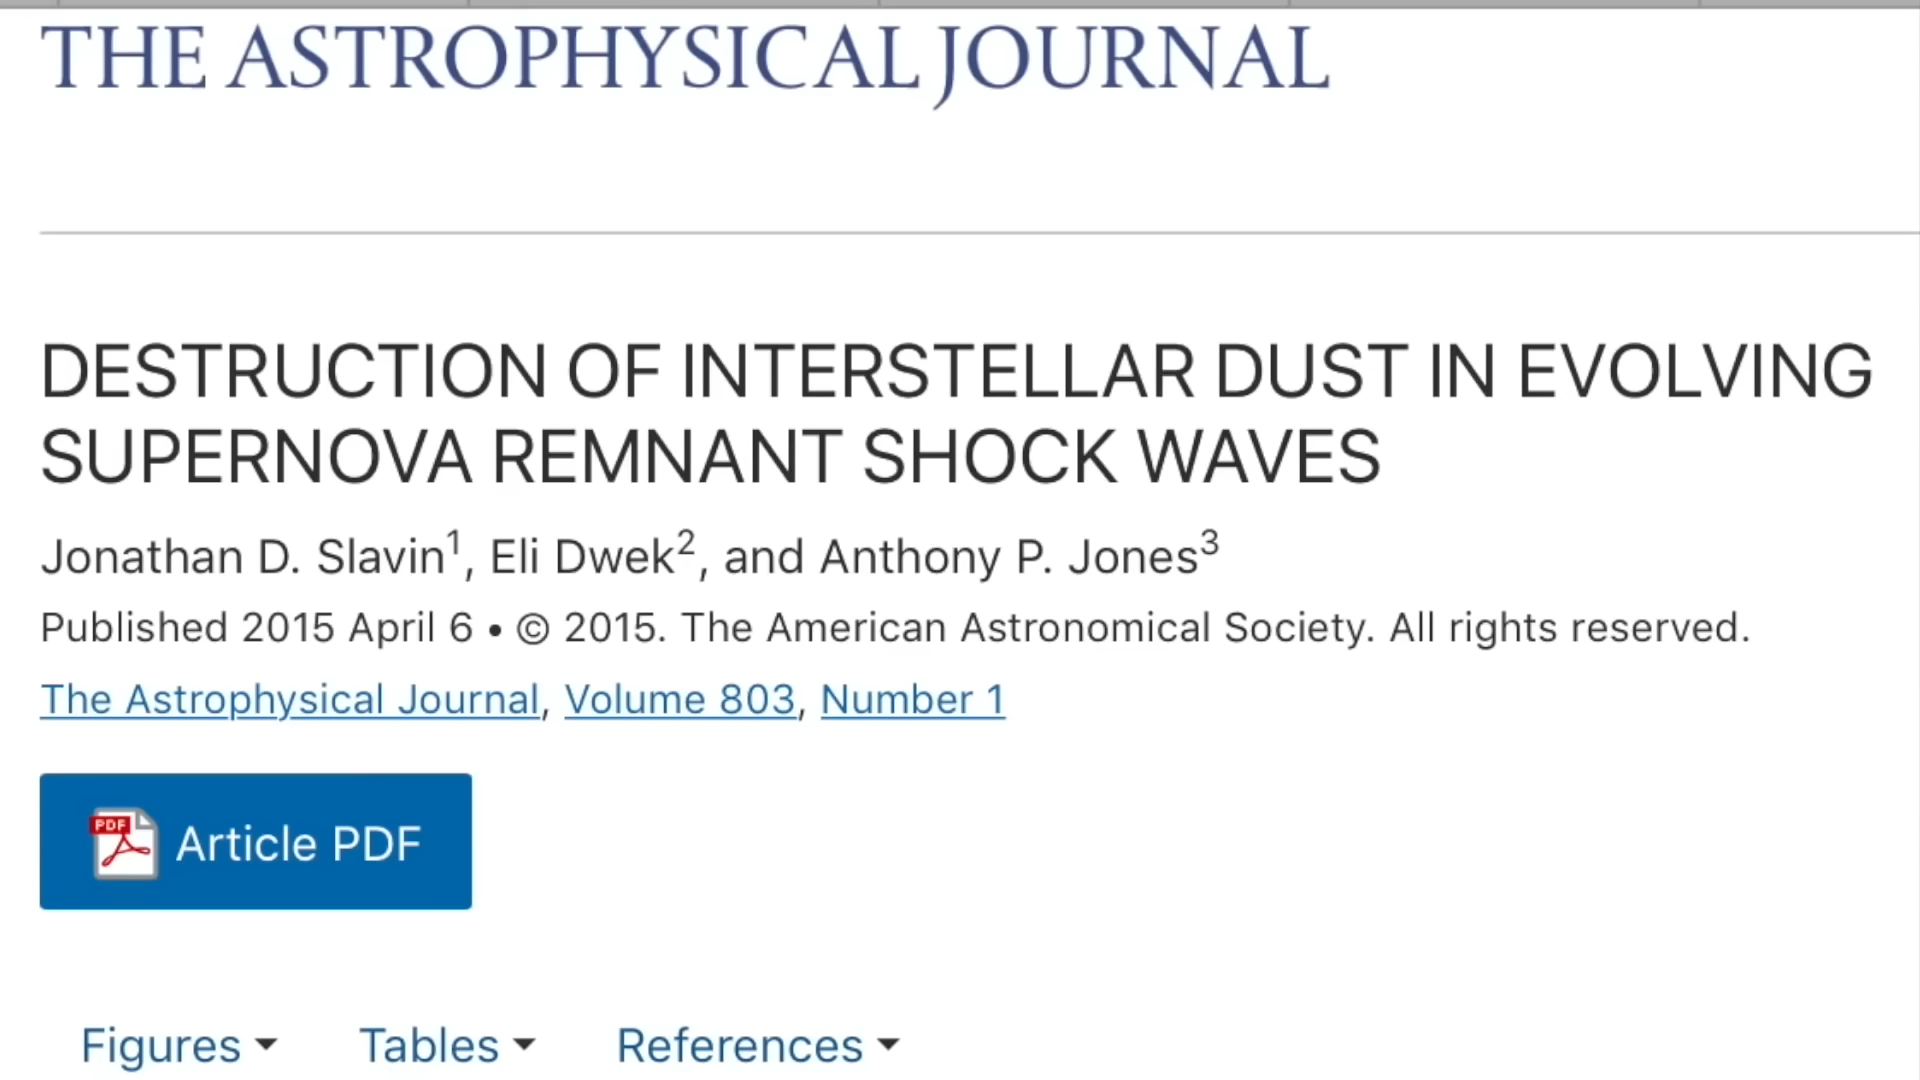 THE ASTROPHYSICAL JOURNAL
DESTRUCTION OF INTERSTELLAR DUST IN EVOLVING
SUPERNOVA REMNANT SHOCK WAVES
Jonathan D. Slavin1, Eli Dwek2, and Anthony P. Jones3
Published 2015 April 6 • © 2015. The American Astronomical Society. All rights reserved.
The Astrophysical Journal, Volume 803, Number 1
PDF Article PDF
Figures Tables References